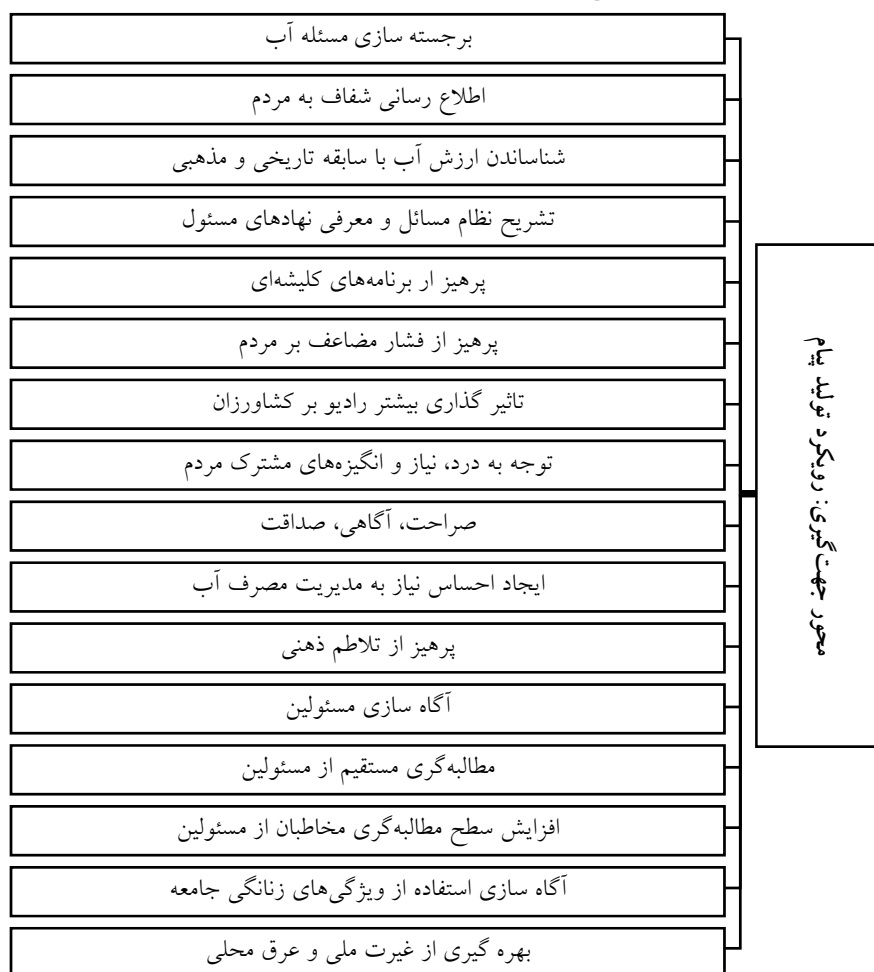 برجسته سازی مسئله آب
اطلاع رسانی شفاف به مردم
شناساندن ارزش آب با سابقه تاریخی و مذهبی
تشریح نظام مسائل و معرفی نهادهای مسئول
پرهیز ار برنامه‌های کلیشه‌ای
پرهیز از فشار مضاعف بر مردم
تاثیر گذاری بیشتر رادیو بر کشاورزان
توجه به درد، نیاز و انگیزه‌های مشترک مردم
صراحت، آگاهی، صداقت
ایجاد احساس نیاز به مدیریت مصرف آب
پرهیز از تلاطم ذهنی
آگاه سازی مسئولین
مطالبه‌گری مستقیم از مسئولین
افزایش سطح مطالبه‌گری مخاطبان از مسئولین
آگاه سازی استفاده از ویژگی‌های زنانگی جامعه
بهره گیری از غیرت ملی و عرق محلی
محور جهت‌گیری: رویکرد تولید پیام